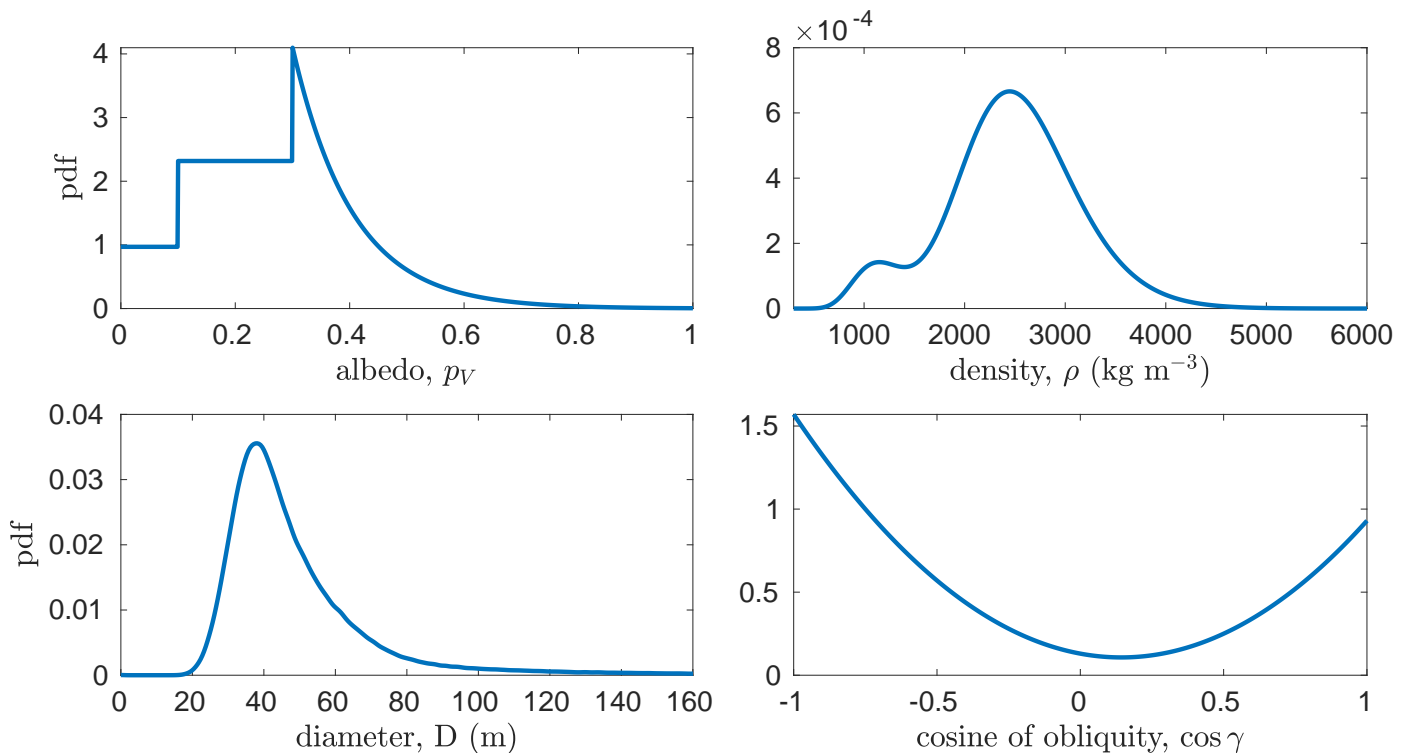 ×10⁻⁴
4
3
2
1
0
pdf
0 0.2 0.4 0.6 0.8 1
albedo, p_V
8
6
4
2
0
1000 2000 3000 4000 5000 6000
density, ρ (kg m⁻³)
0.04
0.03
0.02
0.01
0
pdf
0 20 40 60 80 100 120 140 160
diameter, D (m)
1.5
1
0.5
0
-1 -0.5 0 0.5 1
cosine of obliquity, cos γ